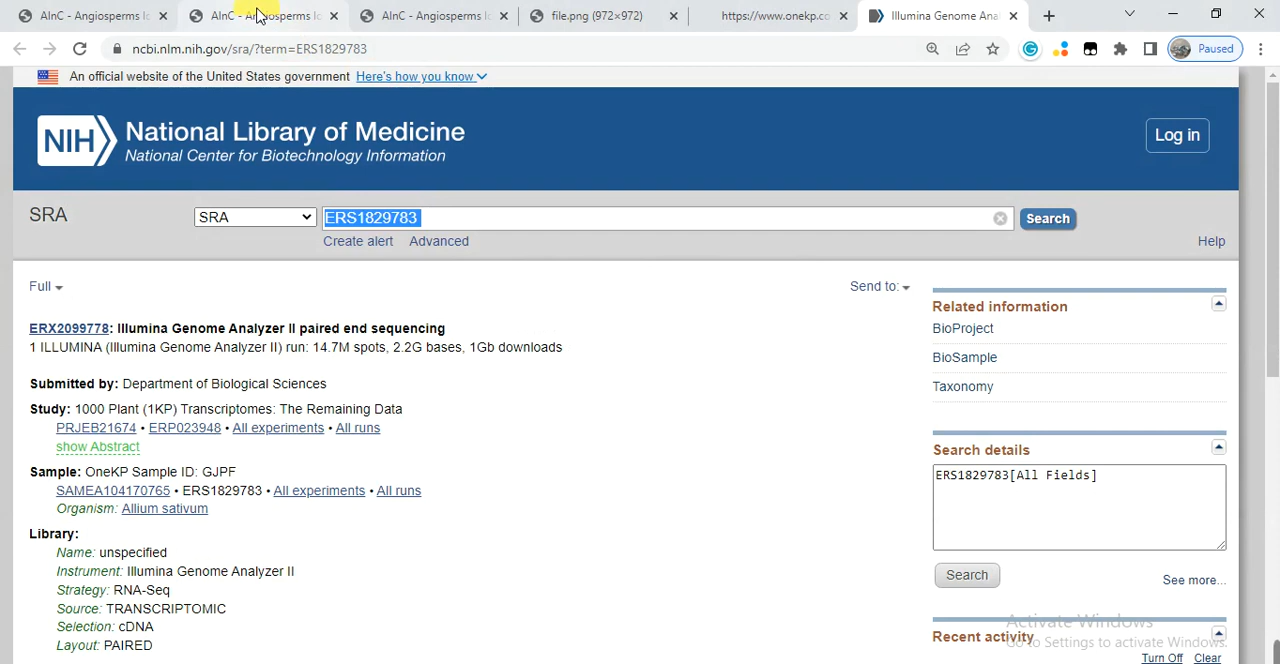 AInC - Angiosperms Ic
AInC - Angiosperms Ic
AInC - Angiosperms Is
file.png (972×972)
https://www.onekp.co
Illumina Genome Ana
ncbi.nlm.nih.gov/sra/?term=ERS1829783
Paused
An official website of the United States government Here's how you know
NIH National Library of Medicine
National Center for Biotechnology Information
Log in
SRA
SRA
ERS1829783
Search
Create alert Advanced
Help
Full
Send to:
ERX2099778: Illumina Genome Analyzer II paired end sequencing
1 ILLUMINA (Illumina Genome Analyzer II) run: 14.7M spots, 2.2G bases, 1Gb downloads
Submitted by: Department of Biological Sciences
Study: 1000 Plant (1KP) Transcriptomes: The Remaining Data
PRJEB21674 • ERP023948 • All experiments • All runs
show Abstract
Sample: OneKP Sample ID: GJPF
SAMEA104170765 • ERS1829783 • All experiments • All runs
Organism: Allium sativum
Library:
Name: unspecified
Instrument: Illumina Genome Analyzer II
Strategy: RNA-Seq
Source: TRANSCRIPTOMIC
Selection: cDNA
Layout: PAIRED
Related information
BioProject
BioSample
Taxonomy
Search details
ERS1829783[All Fields]
Search
See more...
Activate Windows
Recent activity
Go to Settings to activate Windows.
Turn Off Clear